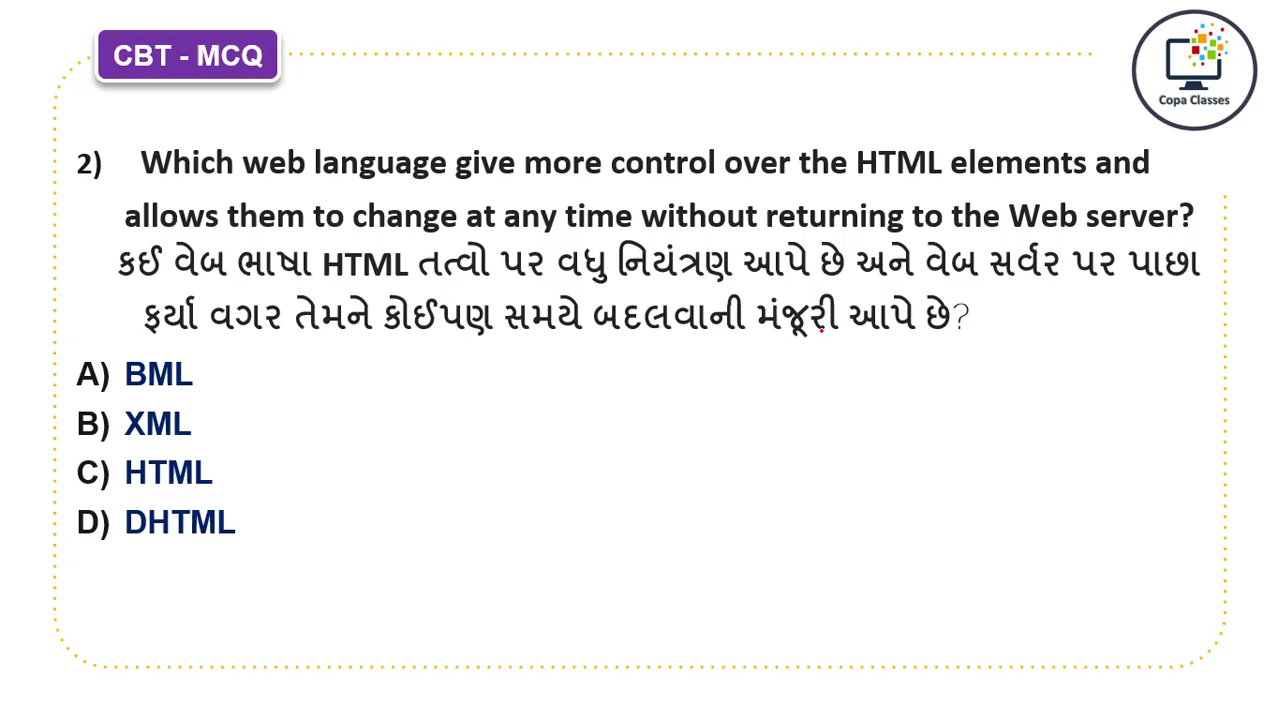 CBT - MCQ
Copa Classes
2) Which web language give more control over the HTML elements and
allows them to change at any time without returning to the Web server?
કઈ વેબ ભાષા HTML તત્વો પર વધુ નિયંત્રણ આપે છે અને વેબ સર્વર પર પાછા
ફર્યા વગર તેમને કોઈપણ સમયે બદલવાની મંજૂરી આપે છે?
A) BML
B) XML
C) HTML
D) DHTML